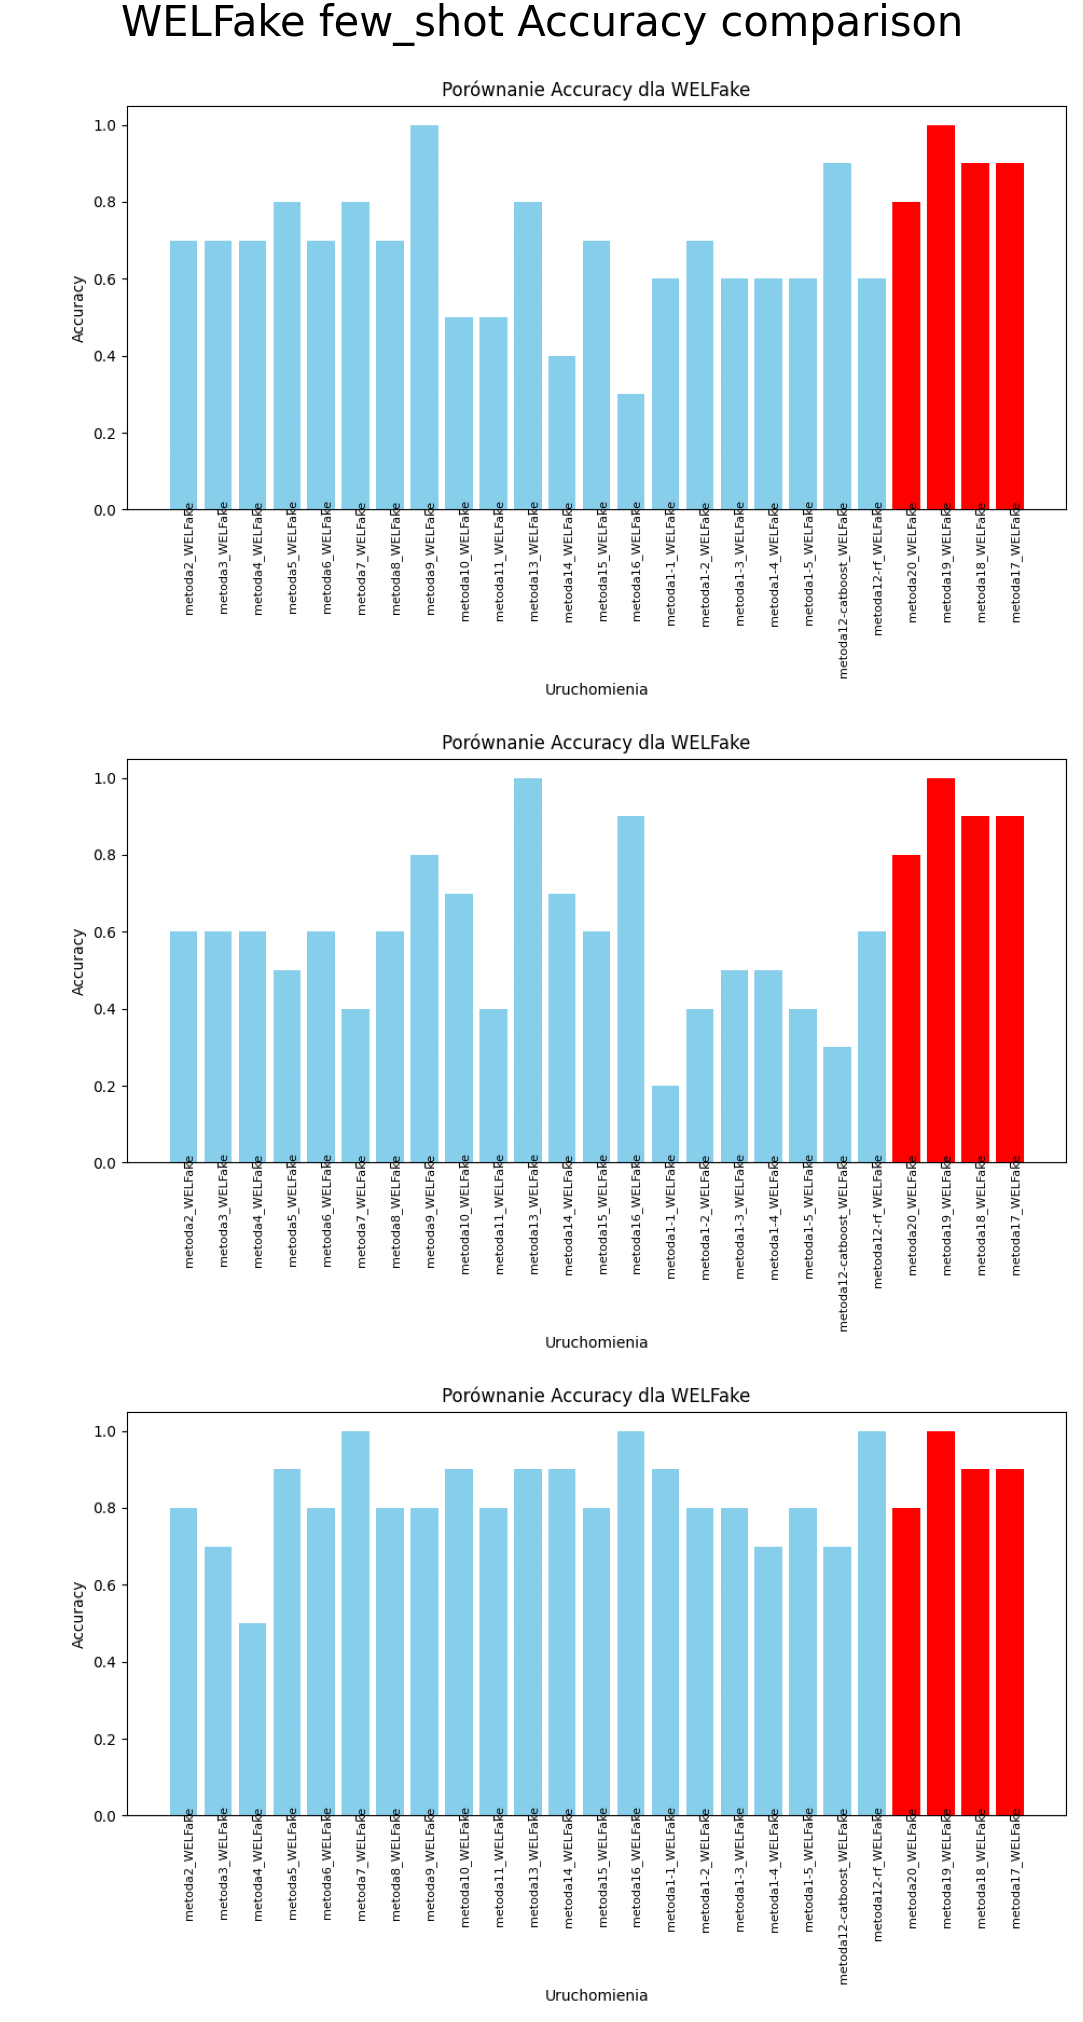 WELFake few_shot Accuracy comparison
Porównanie Accuracy dla WELFake
Accuracy
1.0
0.8
0.6
0.4
0.2
0.0
metoda2_WELFake
metoda3_WELFake
metoda4_WELFake
metoda5_WELFake
metoda6_WELFake
metoda7_WELFake
metoda8_WELFake
metoda9_WELFake
metoda10_WELFake
metoda11_WELFake
metoda13_WELFake
metoda14_WELFake
metoda15_WELFake
metoda16_WELFake
metoda1-1_WELFake
metoda1-2_WELFake
metoda1-3_WELFake
metoda1-4_WELFake
metoda1-5_WELFake
metoda12-catboost_WELFake
metoda12-rf_WELFake
metoda20_WELFake
metoda19_WELFake
metoda18_WELFake
metoda17_WELFake
Uruchomienia
Porównanie Accuracy dla WELFake
Accuracy
1.0
0.8
0.6
0.4
0.2
0.0
metoda2_WELFake
metoda3_WELFake
metoda4_WELFake
metoda5_WELFake
metoda6_WELFake
metoda7_WELFake
metoda8_WELFake
metoda9_WELFake
metoda10_WELFake
metoda11_WELFake
metoda13_WELFake
metoda14_WELFake
metoda15_WELFake
metoda16_WELFake
metoda1-1_WELFake
metoda1-2_WELFake
metoda1-3_WELFake
metoda1-4_WELFake
metoda1-5_WELFake
metoda12-catboost_WELFake
metoda12-rf_WELFake
metoda20_WELFake
metoda19_WELFake
metoda18_WELFake
metoda17_WELFake
Uruchomienia
Porównanie Accuracy dla WELFake
Accuracy
1.0
0.8
0.6
0.4
0.2
0.0
metoda2_WELFake
metoda3_WELFake
metoda4_WELFake
metoda5_WELFake
metoda6_WELFake
metoda7_WELFake
metoda8_WELFake
metoda9_WELFake
metoda10_WELFake
metoda11_WELFake
metoda13_WELFake
metoda14_WELFake
metoda15_WELFake
metoda16_WELFake
metoda1-1_WELFake
metoda1-2_WELFake
metoda1-3_WELFake
metoda1-4_WELFake
metoda1-5_WELFake
metoda12-catboost_WELFake
metoda12-rf_WELFake
metoda20_WELFake
metoda19_WELFake
metoda18_WELFake
metoda17_WELFake
Uruchomienia